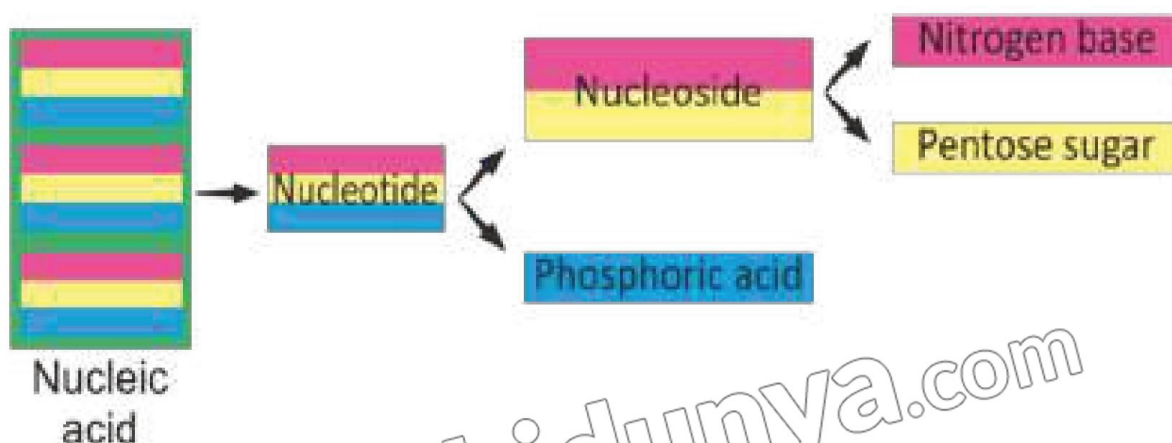 Nitrogen base
Nucleoside
Pentose sugar
Nucleotide
Phosphoric acid
Nucleic
acid